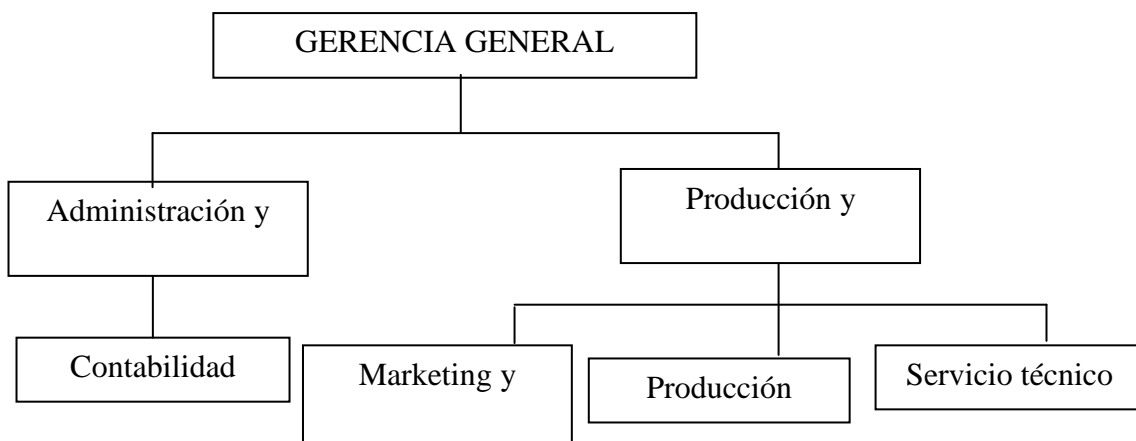 GERENCIA GENERAL
Administración y
Producción y
Contabilidad
Marketing y
Producción
Servicio técnico